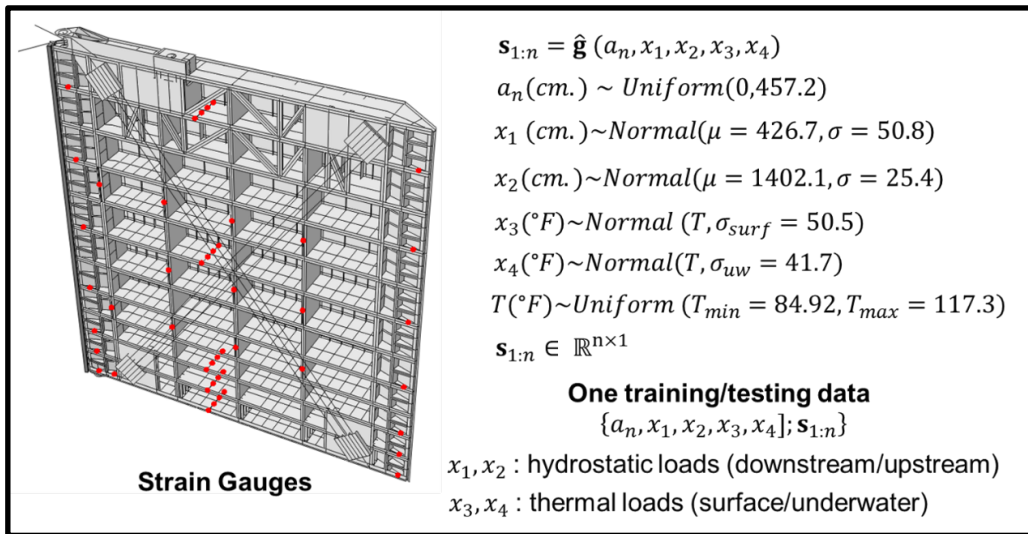 𝐬₁:ₙ = 𝐠̂ (aₙ, x₁, x₂, x₃, x₄)
aₙ(cm.) ~ Uniform(0,457.2)
x₁ (cm.)~Normal(μ = 426.7, σ = 50.8)
x₂(cm.)~Normal(μ = 1402.1, σ = 25.4)
x₃(°F)~Normal (T, σₛᵤᵣf = 50.5)
x₄(°F)~Normal(T, σᵤw = 41.7)
T(°F)~Uniform (Tₘᵢₙ = 84.92, Tₘₐₓ = 117.3)
𝐬₁:ₙ ∈ ℝⁿˣ¹
One training/testing data
{aₙ, x₁, x₂, x₃, x₄]; 𝐬₁:ₙ}
x₁, x₂ : hydrostatic loads (downstream/upstream)
x₃, x₄ : thermal loads (surface/underwater)
Strain Gauges